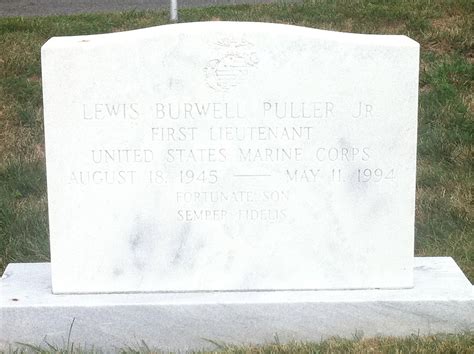 LEWIS BURWELL PULLER JR
FIRST LIEUTENANT
UNITED STATES MARINE CORPS
AUGUST 18, 1945 — MAY 11, 1994
FORTUNATE SON
SEMPER FIDELIS